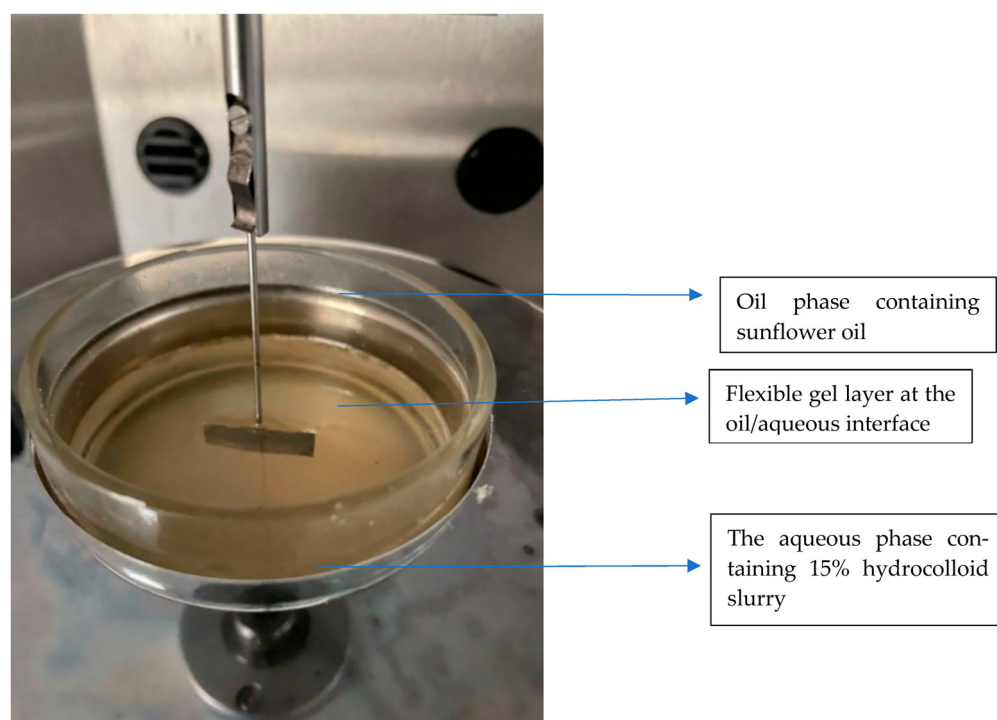 Oil phase containing
sunflower oil
Flexible gel layer at the
oil/aqueous interface
The aqueous phase con-
taining 15% hydrocolloid
slurry